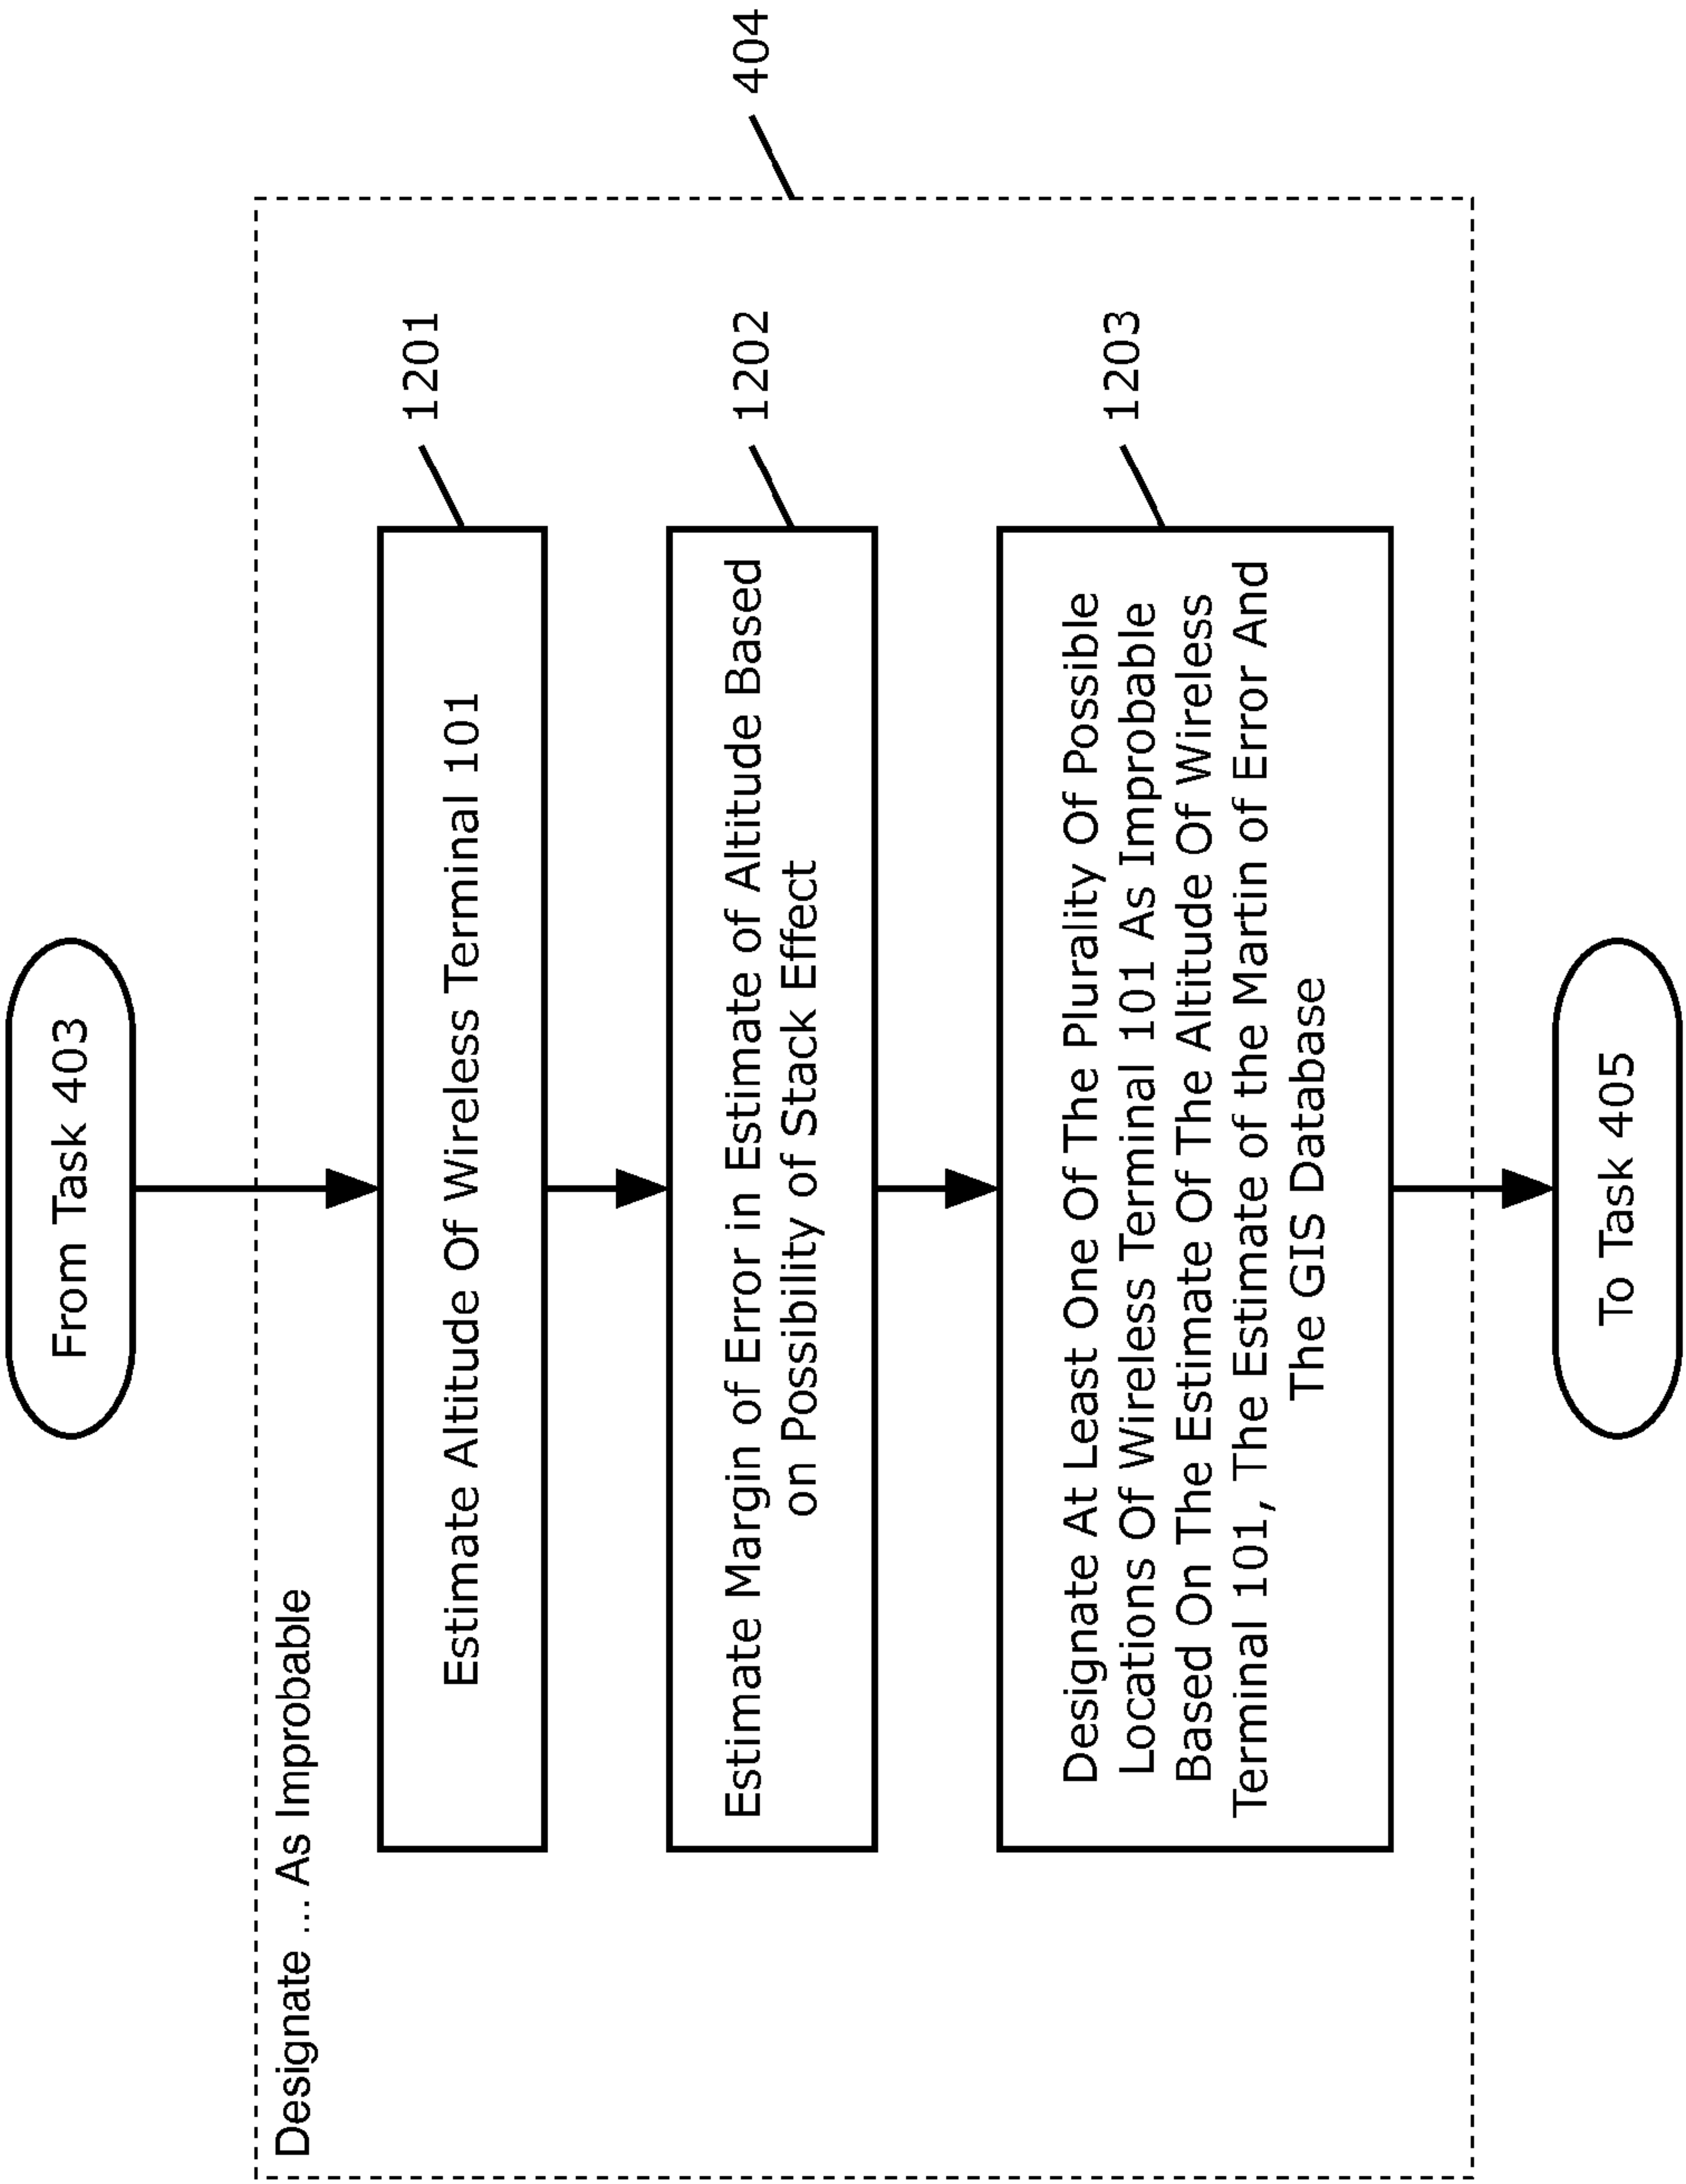 From Task 403
Designate .... As Improbable
404
Estimate Altitude Of Wireless Terminal 101
1201
Estimate Margin of Error in Estimate of Altitude Based
on Possibility of Stack Effect
1202
Designate At Least One Of The Plurality Of Possible
Locations Of Wireless Terminal 101 As Improbable
Based On The Estimate Of The Altitude Of Wireless
Terminal 101, The Estimate of the Martin of Error And
The GIS Database
1203
To Task 405